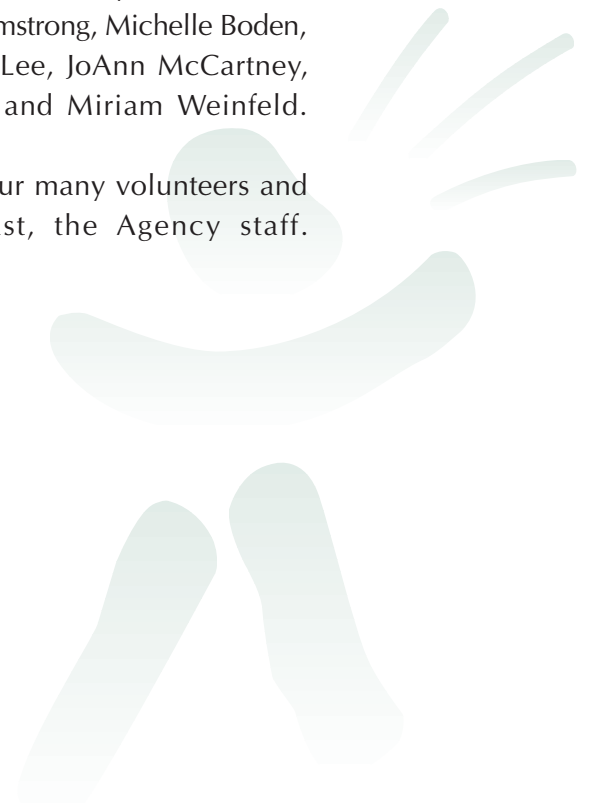 mstrong, Michelle Boden,
Lee, JoAnn McCartney,
and Miriam Weinfeld.
ur many volunteers and
st, the Agency staff.